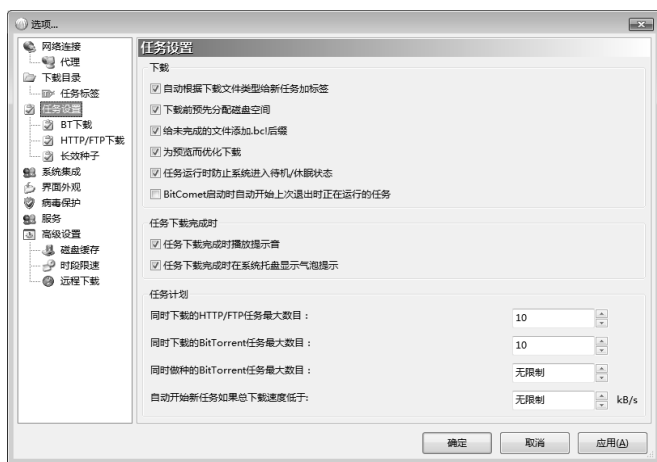 选项...
网络连接
代理
下载目录
任务标签
任务设置
BT下载
HTTP/FTP下载
长效种子
系统集成
界面外观
病毒保护
服务
高级设置
磁盘缓存
时段限速
远程下载
任务设置
下载
自动根据下载文件类型给新任务加标签
下载前预先分配磁盘空间
给未完成的文件添加.bc!后缀
为预览而优化下载
任务运行时防止系统进入待机/休眠状态
BitComet启动时自动开始上次退出时正在运行的任务
任务下载完成时
任务下载完成时播放提示音
任务下载完成时在系统托盘显示气泡提示
任务计划
同时下载的HTTP/FTP任务最大数目： 10
同时下载的BitTorrent任务最大数目： 10
同时做种的BitTorrent任务最大数目： 无限制
自动开始新任务如果总下载速度低于: 无限制 kB/s
确定 取消 应用(A)